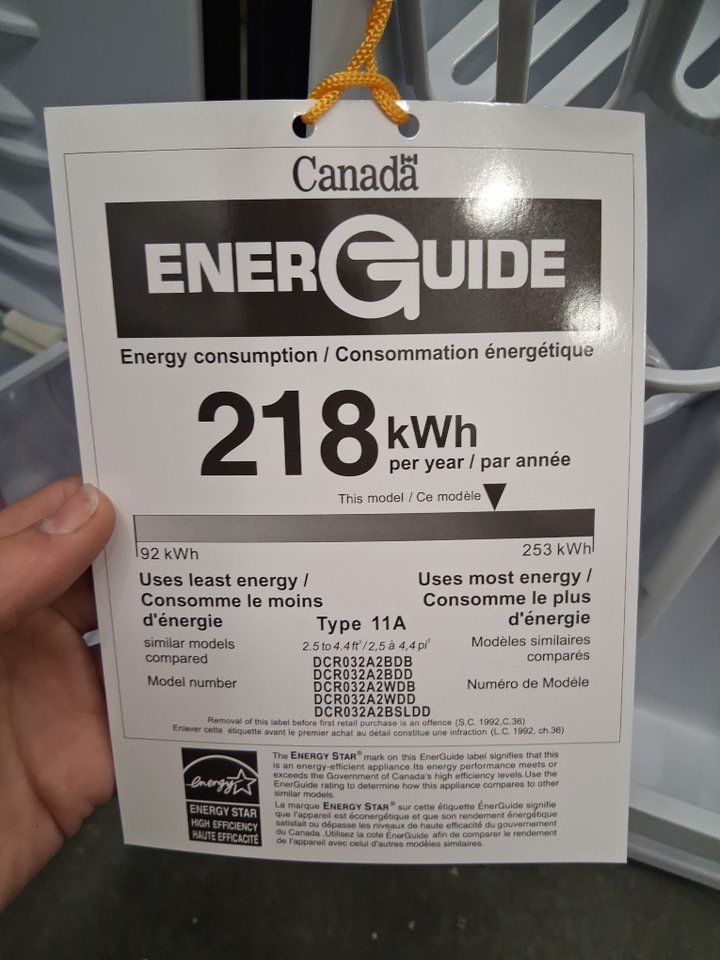 Canada
ENERGUIDE
Energy consumption / Consommation énergétique
218 kWh
per year / par année
This model / Ce modèle
92 kWh
253 kWh
Uses least energy /
Consomme le moins
d'énergie
Uses most energy /
Consomme le plus
d'énergie
similar models
compared
Type 11A
2.5 to 4.4 ft³/2,5 à 4,4 pi³
Modèles similaires
comparés
Model number
DCR032A2BDB
DCR032A2BDD
DCR032A2WDB
DCR032A2WDD
DCR032A2BSLDD
Numéro de Modèle
Removal of this label before first retail purchase is an offence (S.C. 1992,C.36)
Enlever cette étiquette avant le premier achat au détail constitue une infraction (L.C. 1992, ch.36)
energy
ENERGY STAR
HIGH EFFICIENCY
HAUTE EFFICACITÉ
The ENERGY STAR® mark on this EnerGuide label signifies that this
is an energy-efficient appliance.Its energy performance meets or
exceeds the Government of Canada's high efficiency levels.Use the
EnerGuide rating to determine how this appliance compares to other
similar models.
La marque ENERGY STAR® sur cette étiquette ÉnerGuide signifie
que l'appareil est éconergétique et que son rendement énergétique
satisfait ou dépasse les niveaux de haute efficacité du gouvernement
du Canada .Utilisez la cote ÉnerGuide afin de comparer le rendement
de l'appareil avec celui d'autres modèles similaires.